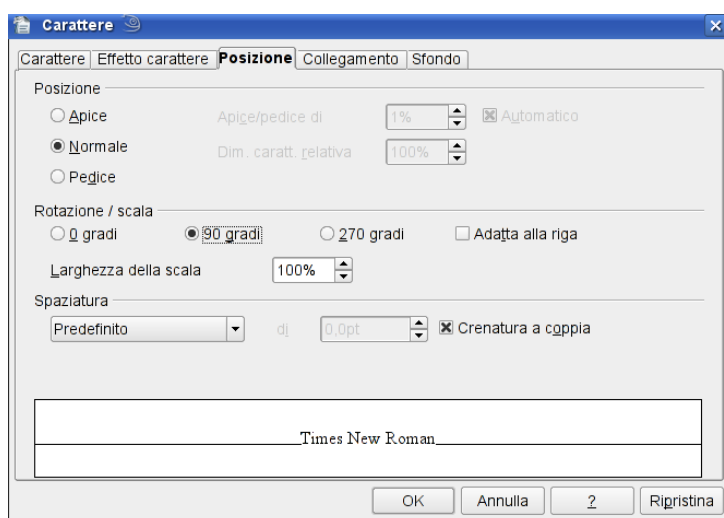 Carattere
Carattere Effetto carattere Posizione Collegamento Sfondo
Posizione
Apice Apice/pedice di 1% Automatico
Normale Dim. caratt. relativa 100%
Pedice
Rotazione / scala
0 gradi 90 gradi 270 gradi Adatta alla riga
Larghezza della scala 100%
Spaziatura
Predefinito di 0,0pt Crenatura a coppia
Times New Roman
OK Annulla ? Ripristina